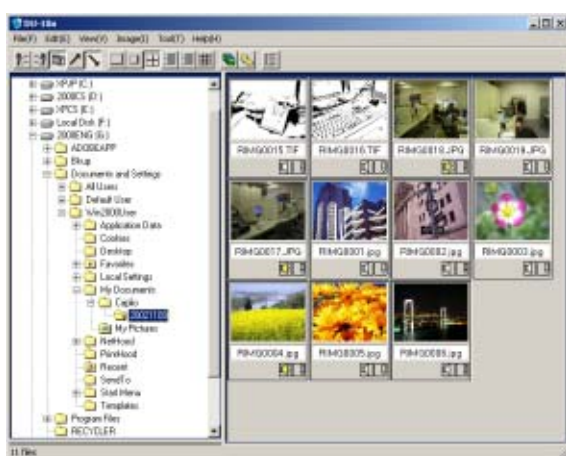 DU-10x
File(F) Edit(E) View(V) Image(I) Tool(T) Help(H)
XPJP (C:)
2000CS (D:)
XPCS (E:)
Local Disk (F:)
2000ENG (G:)
ADOBEAPP
Bkup
Documents and Settings
All Users
Default User
Win2000User
Application Data
Cookies
Desktop
Favorites
Local Settings
My Documents
Caplio
20021108
My Pictures
NetHood
PrintHood
Recent
SendTo
Start Menu
Templates
Program Files
RECYCLER
RIMG0015.TIF RIMG0016.TIF RIMG0018.JPG RIMG0019.JPG
RIMG0017.JPG RIMG0001.jpg RIMG0002.jpg RIMG0003.jpg
RIMG0004.jpg RIMG0005.jpg RIMG0006.jpg
11 files